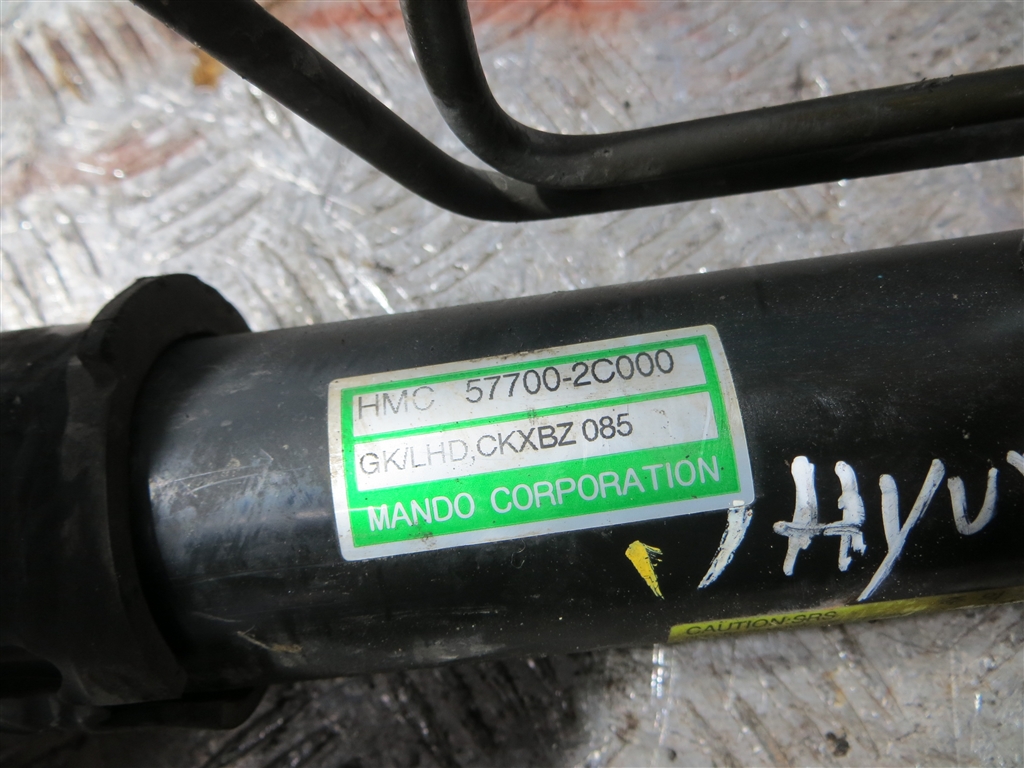 HMC 57700-2C000
GK/LHD,CKXBZ 085
MANDO CORPORATION
CAUTION:SRS